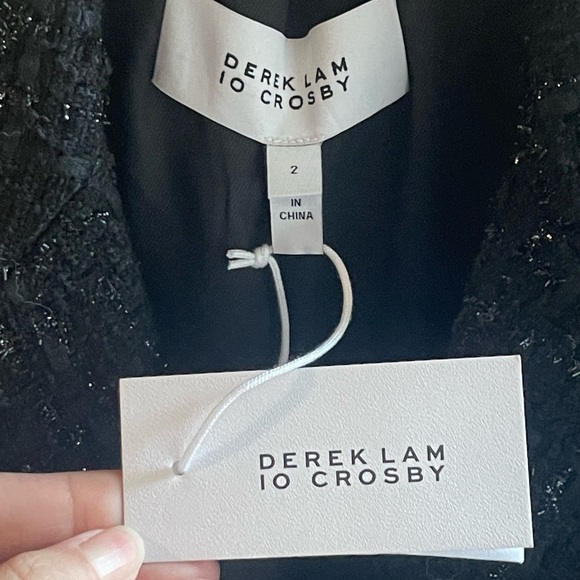 DEREK LAM
10 CROSBY
2
IN
CHINA
DEREK LAM
10 CROSBY